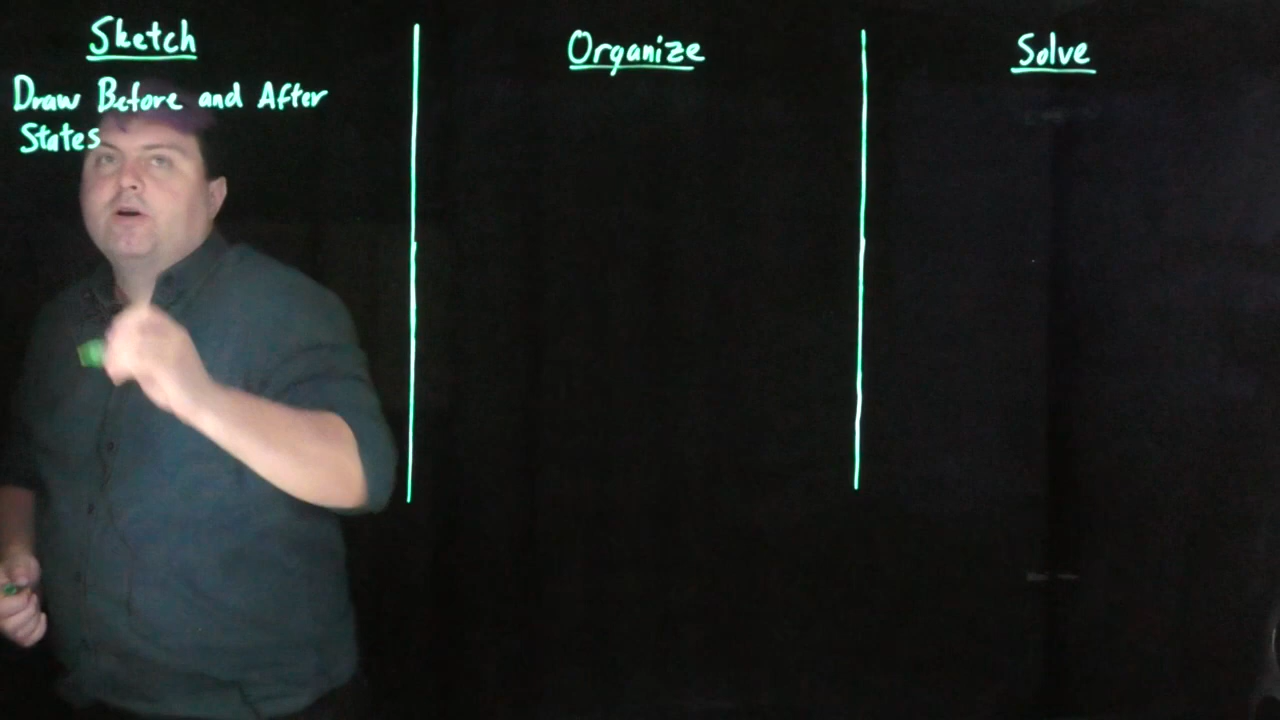 Sketch
Draw Before and After
States
Organize
Solve